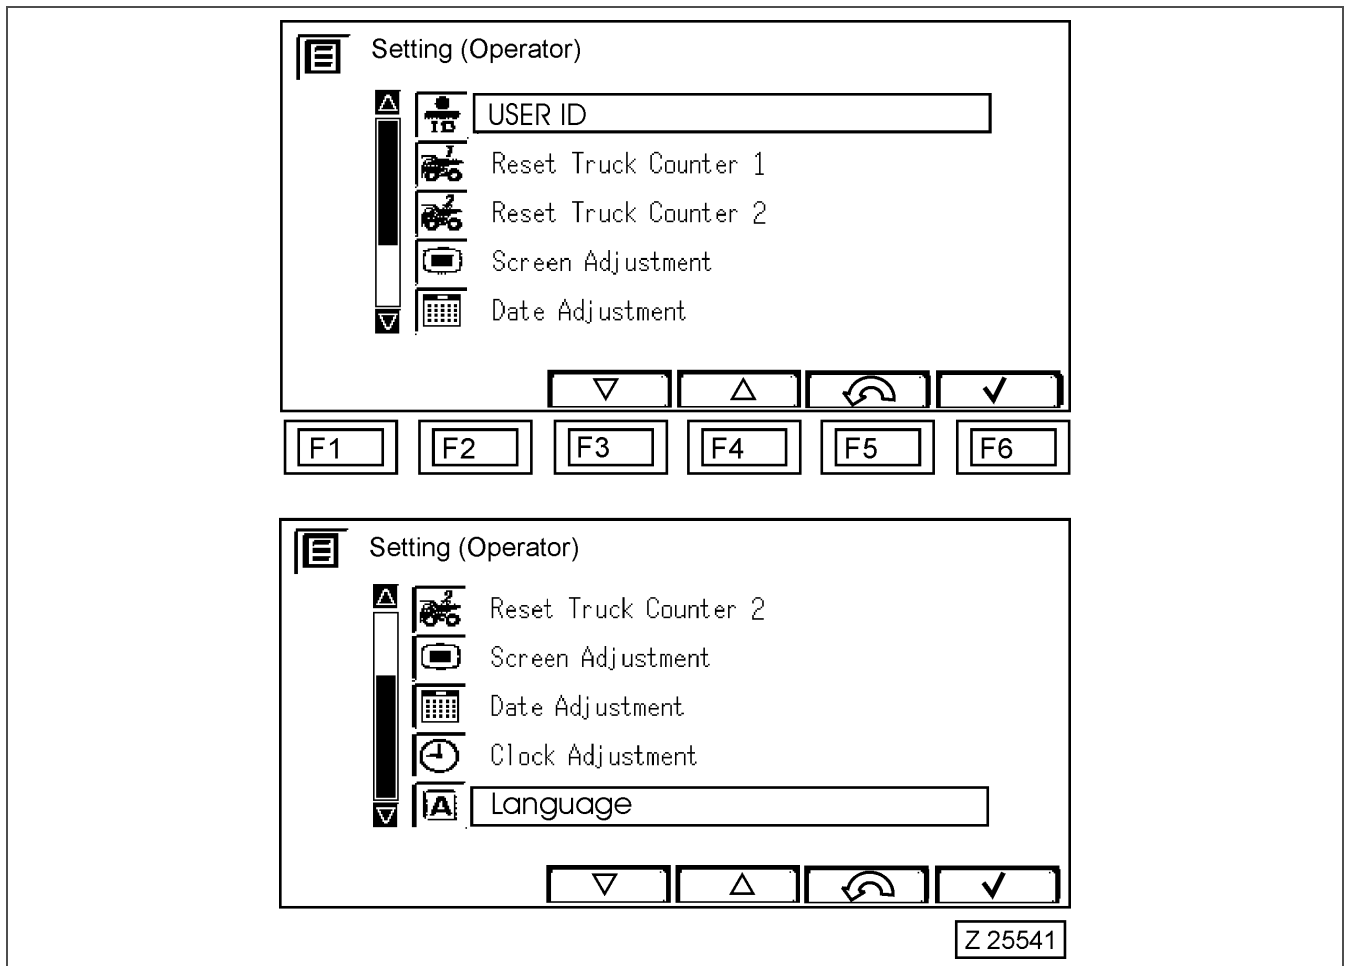 Setting (Operator)
USER ID
Reset Truck Counter 1
Reset Truck Counter 2
Screen Adjustment
Date Adjustment
F1 F2 F3 F4 F5 F6
Setting (Operator)
Reset Truck Counter 2
Screen Adjustment
Date Adjustment
Clock Adjustment
Language
Z 25541